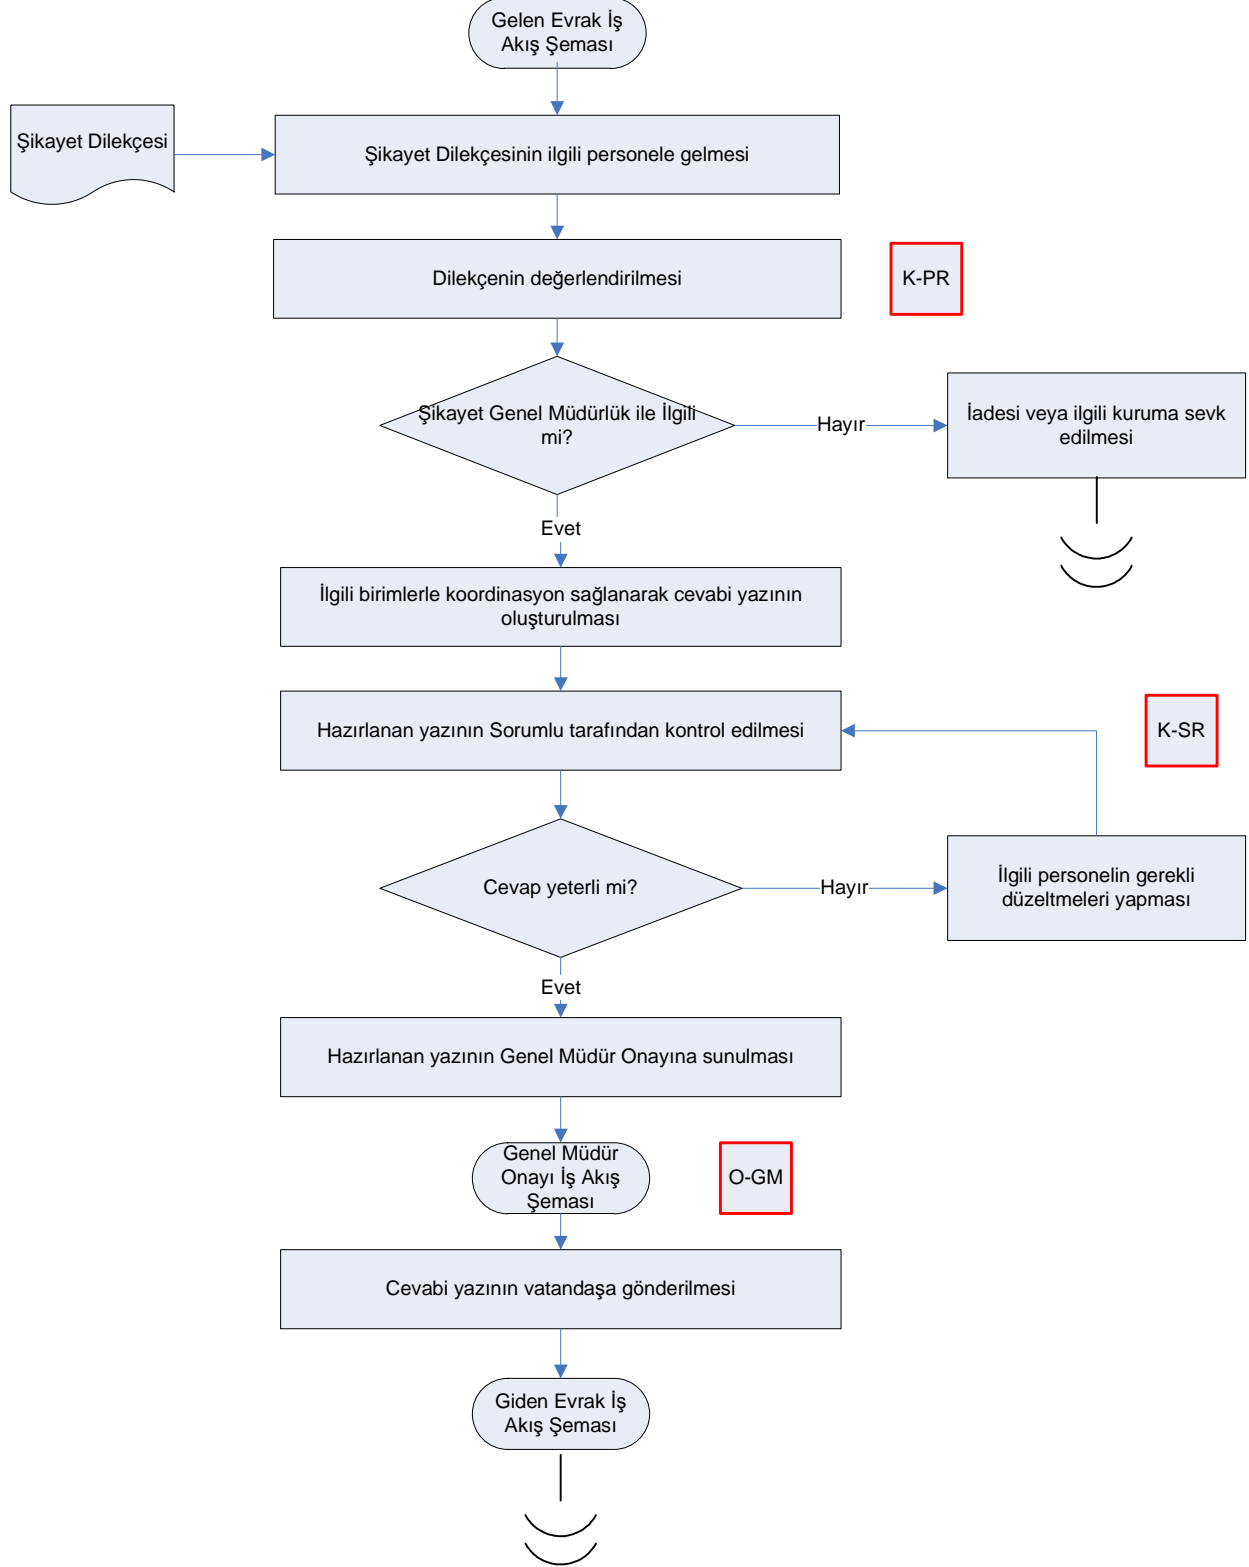 Gelen Evrak İş
Akış Şeması
Şikayet Dilekçesi
Şikayet Dilekçesinin ilgili personele gelmesi
Dilekçenin değerlendirilmesi
K-PR
Şikayet Genel Müdürlük ile İlgili
mi?
Hayır
İadesi veya ilgili kuruma sevk
edilmesi
Evet
İlgili birimlerle koordinasyon sağlanarak cevabi yazının
oluşturulması
Hazırlanan yazının Sorumlu tarafından kontrol edilmesi
K-SR
Cevap yeterli mi?
Hayır
İlgili personelin gerekli
düzeltmeleri yapması
Evet
Hazırlanan yazının Genel Müdür Onayına sunulması
Genel Müdür
Onayı İş Akış
Şeması
O-GM
Cevabi yazının vatandaşa gönderilmesi
Giden Evrak İş
Akış Şeması